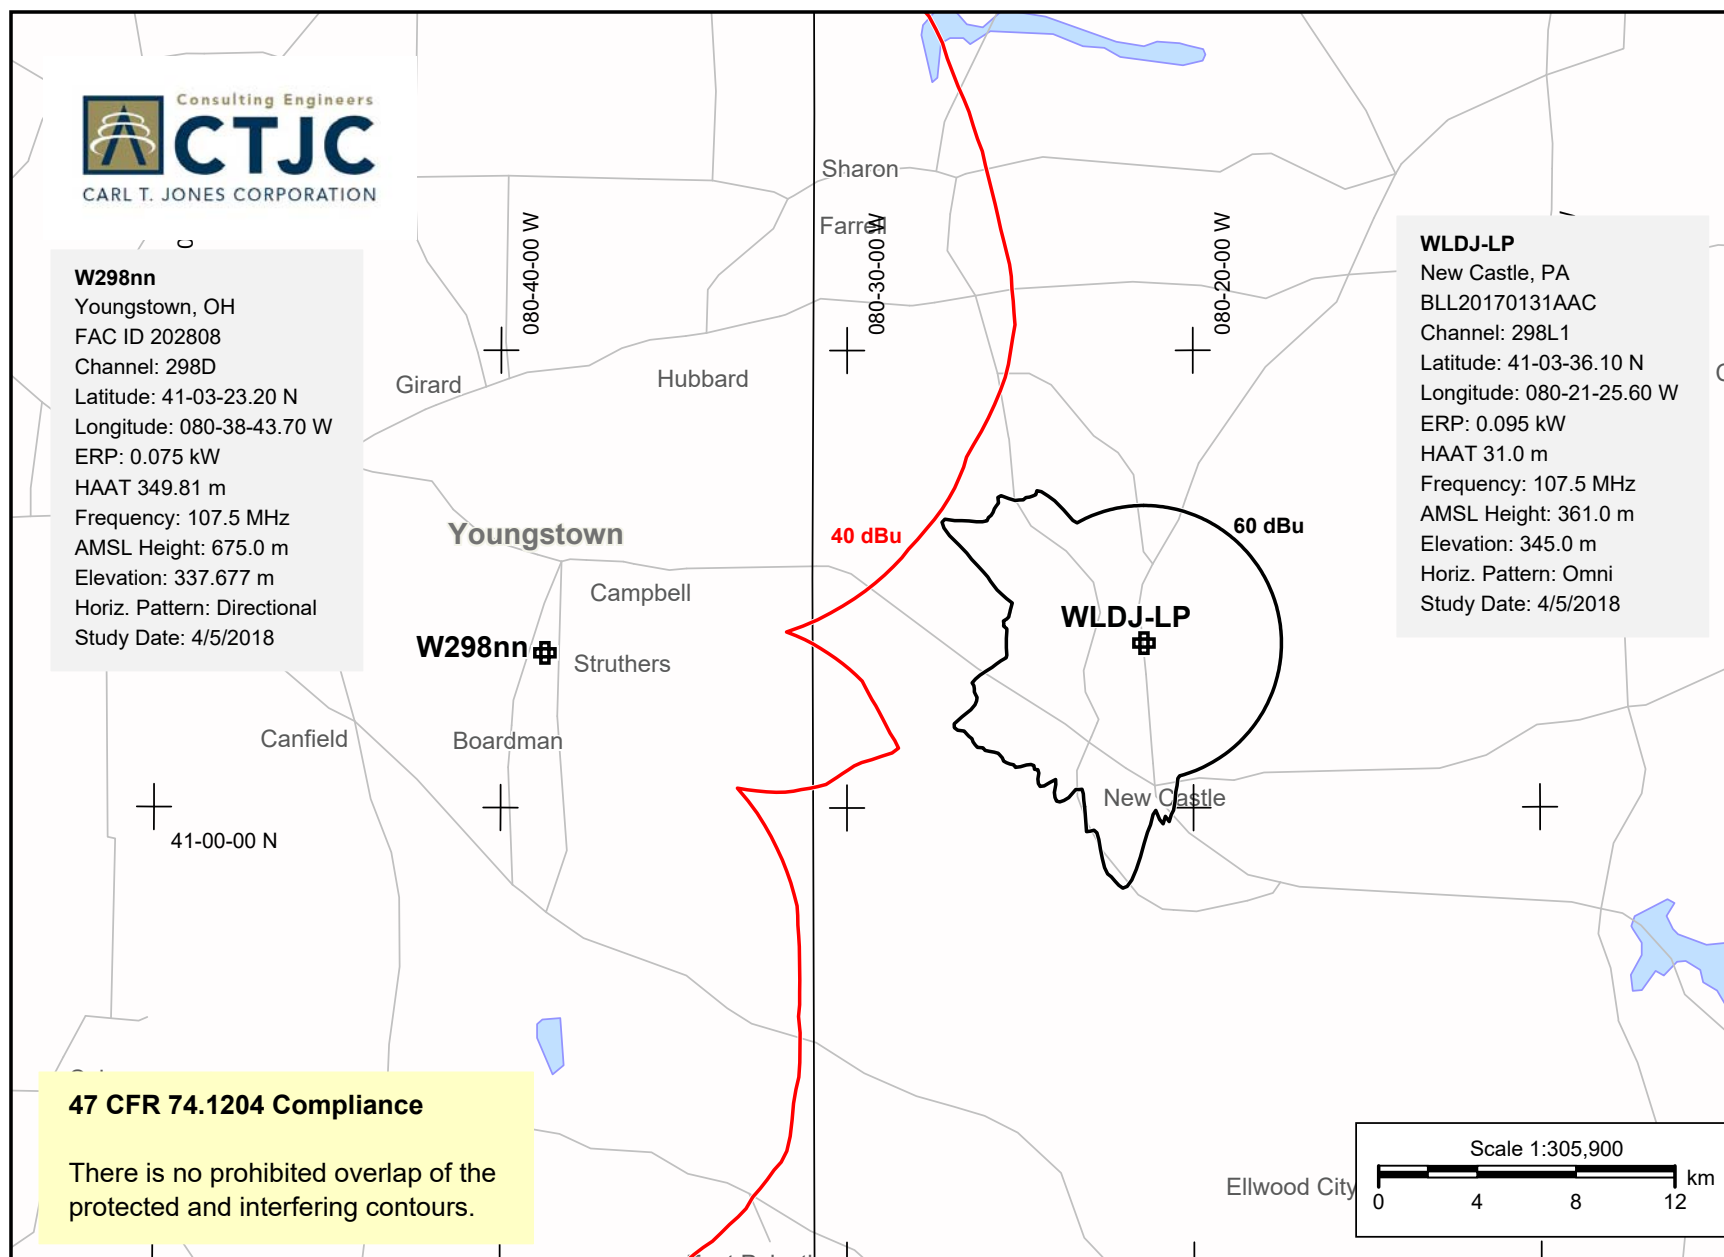 Consulting Engineers
CTJC
CARL T. JONES CORPORATION
W298nn
Youngstown, OH
FAC ID 202808
Channel: 298D
Latitude: 41-03-23.20 N
Longitude: 080-38-43.70 W
ERP: 0.075 kW
HAAT 349.81 m
Frequency: 107.5 MHz
AMSL Height: 675.0 m
Elevation: 337.677 m
Horiz. Pattern: Directional
Study Date: 4/5/2018
WLDJ-LP
New Castle, PA
BLL20170131AAC
Channel: 298L1
Latitude: 41-03-36.10 N
Longitude: 080-21-25.60 W
ERP: 0.095 kW
HAAT 31.0 m
Frequency: 107.5 MHz
AMSL Height: 361.0 m
Elevation: 345.0 m
Horiz. Pattern: Omni
Study Date: 4/5/2018
Sharon
Farrell
080-40-00 W
080-30-00 W
080-20-00 W
Girard
Hubbard
Youngstown
40 dBu
60 dBu
Campbell
WLDJ-LP
W298nn
Struthers
Canfield
Boardman
New Castle
41-00-00 N
47 CFR 74.1204 Compliance
There is no prohibited overlap of the
protected and interfering contours.
Ellwood City
Scale 1:305,900
km
0 4 8 12